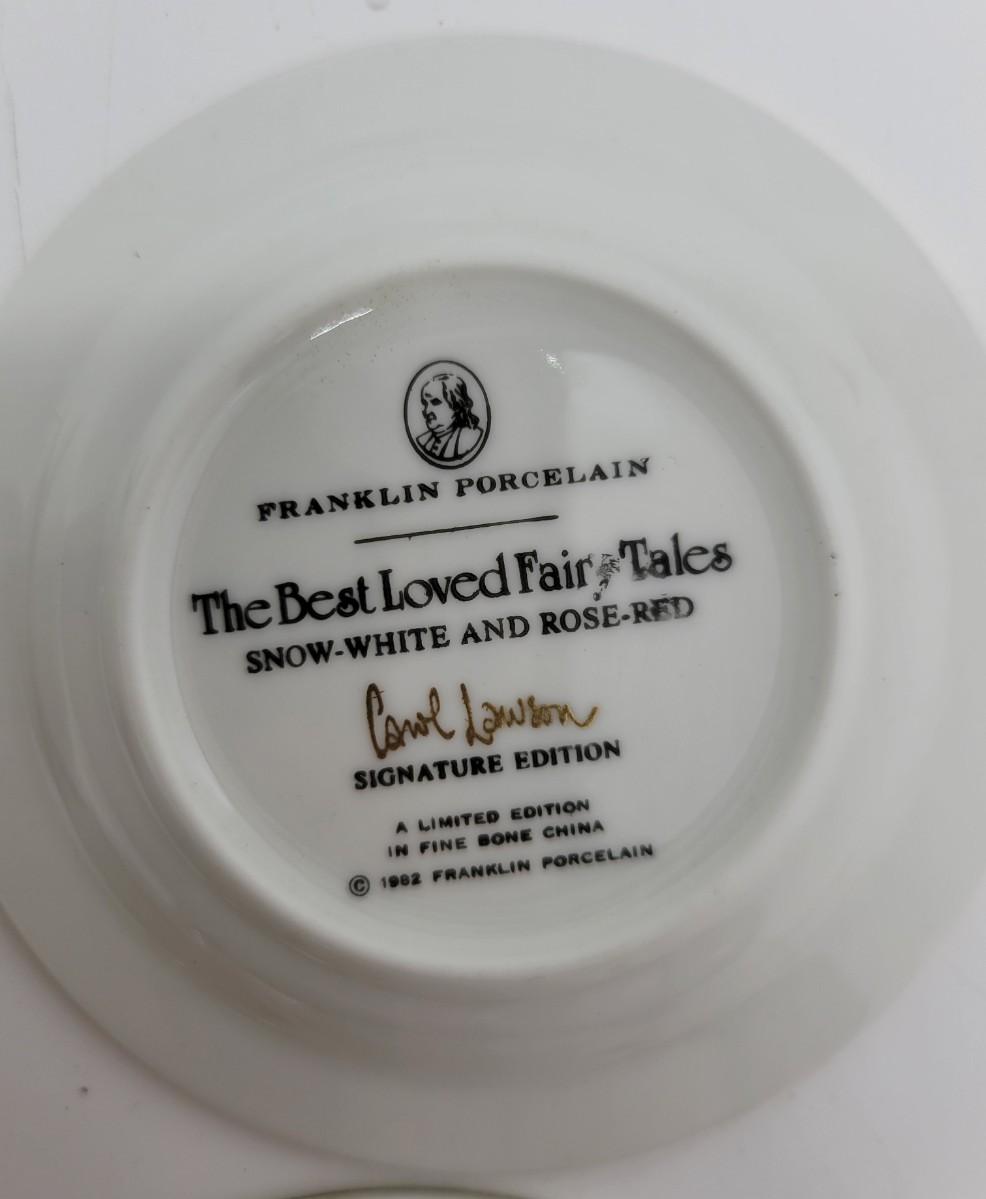 FRANKLIN PORCELAIN
The Best Loved Fairy Tales
SNOW-WHITE AND ROSE-RED
Carol Lawson
SIGNATURE EDITION
A LIMITED EDITION
IN FINE BONE CHINA
© 1982 FRANKLIN PORCELAIN